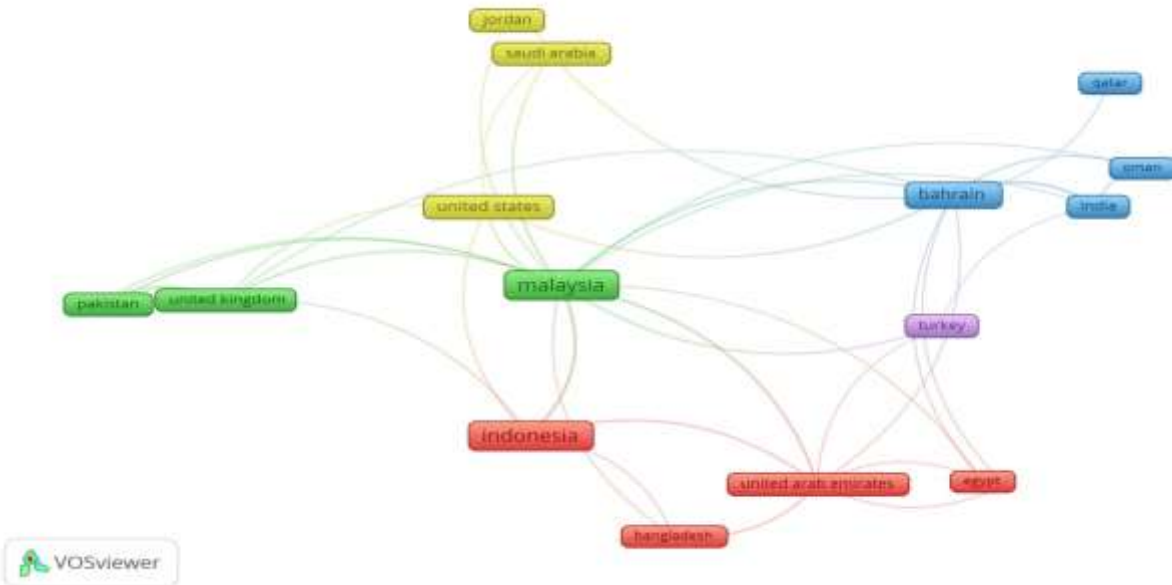 jordan
saudi arabia
qatar
oman
bahrain
india
united states
malaysia
pakistan
united kingdom
turkey
indonesia
united arab emirates
egypt
bangladesh
VOSviewer